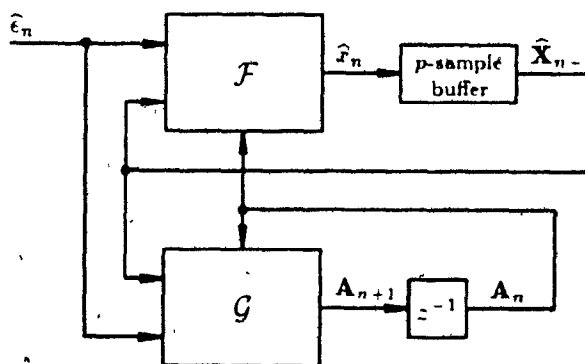 ε̂ₙ
ℱ
x̂ₙ
p-sample
buffer
X̂ₙ₋
𝒢
Aₙ₊₁
z⁻¹
Aₙ